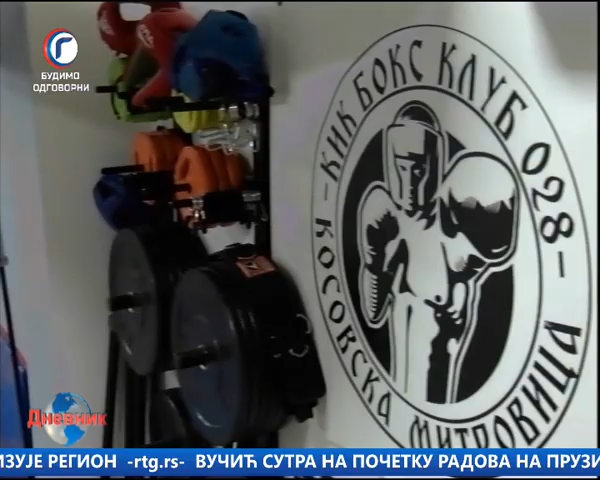 БУДИМО
ОДГОВОРНИ
-КИК БОКС КЛУБ 028-
КОСОВСКА МИТРОВИЦА
Дневник
ИЗУЈЕ РЕГИОН -rtg.rs- ВУЧИЋ СУТРА НА ПОЧЕТКУ РАДОВА НА ПРУЗИ